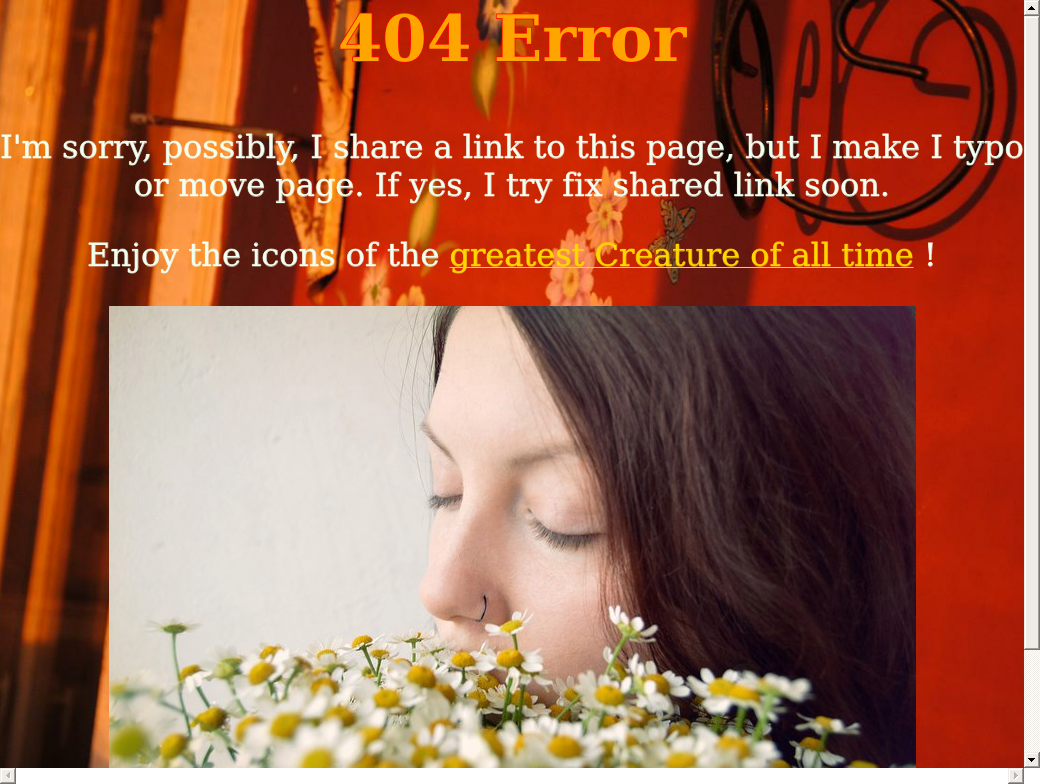 404 Error
I'm sorry, possibly, I share a link to this page, but I make I typo
or move page. If yes, I try fix shared link soon.
Enjoy the icons of the greatest Creature of all time !